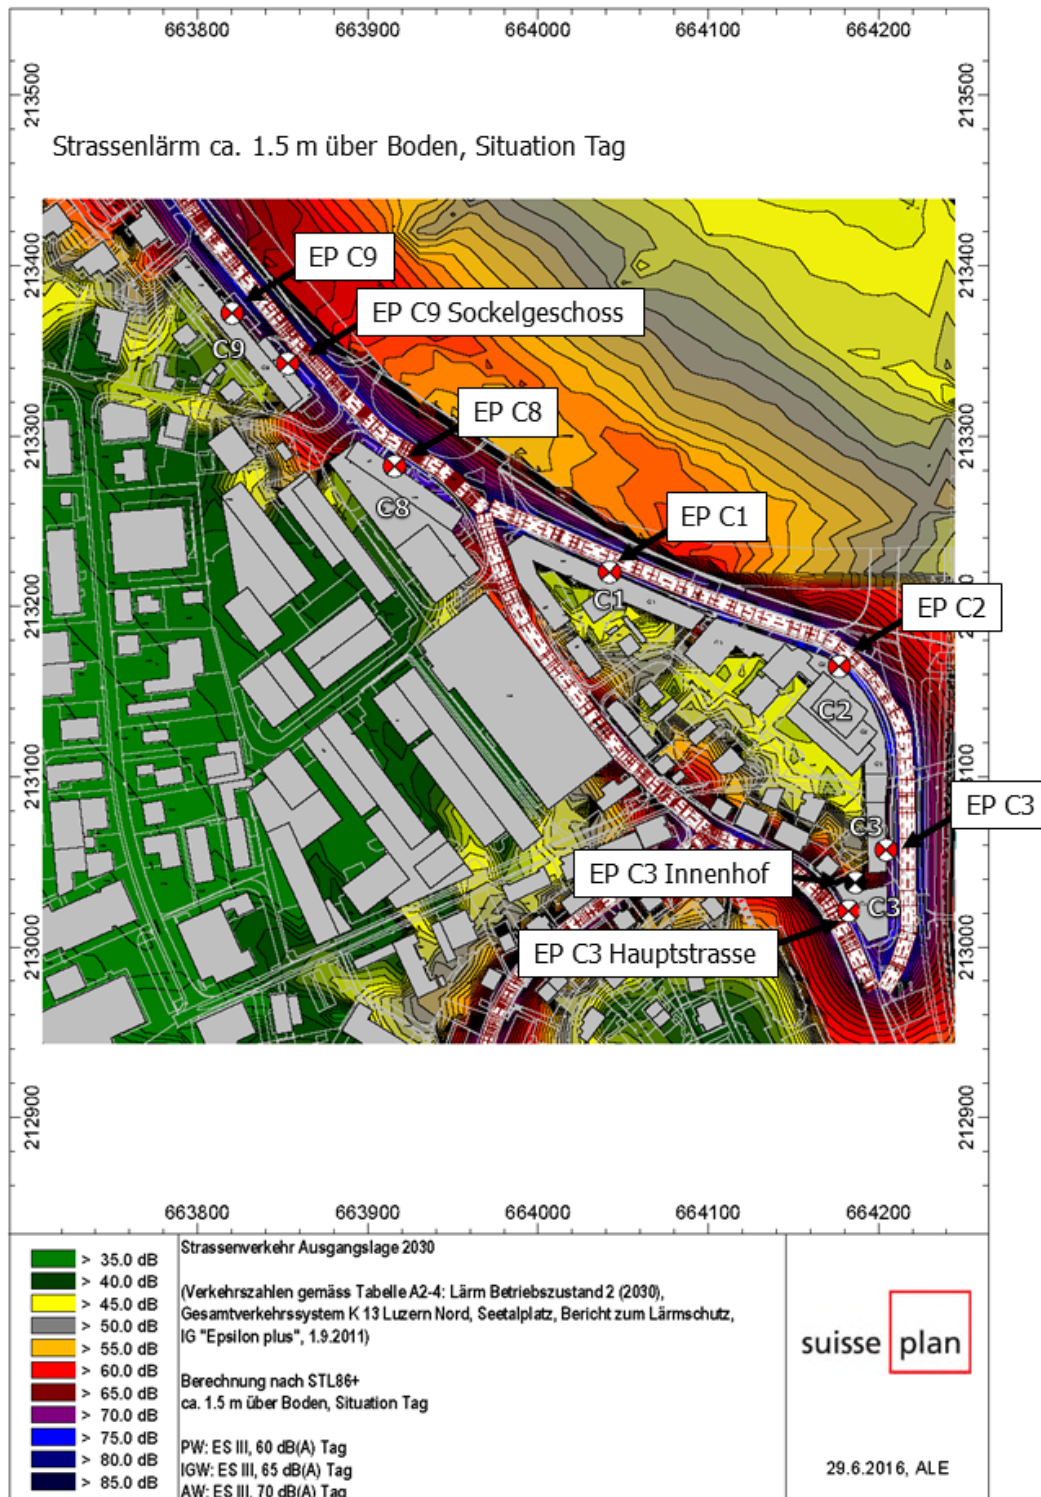 663800 663900 664000 664100 664200
213500 213500
Strassenlärm ca. 1.5 m über Boden, Situation Tag
213400 213400
EP C9
EP C9 Sockelgeschoss
C9
EP C8
213300 213300
C8
EP C1
213200
C1
EP C2
C2
213100
EP C3
C3
EP C3 Innenhof
C3
EP C3 Hauptstrasse
213000 213000
212900 212900
663800 663900 664000 664100 664200
> 35.0 dB
> 40.0 dB
> 45.0 dB
> 50.0 dB
> 55.0 dB
> 60.0 dB
> 65.0 dB
> 70.0 dB
> 75.0 dB
> 80.0 dB
> 85.0 dB
Strassenverkehr Ausgangslage 2030
(Verkehrszahlen gemäss Tabelle A2-4: Lärm Betriebszustand 2 (2030),
Gesamtverkehrssystem K 13 Luzern Nord, Seetalplatz, Bericht zum Lärmschutz,
IG "Epsilon plus", 1.9.2011)
Berechnung nach STL86+
ca. 1.5 m über Boden, Situation Tag
PW: ES III, 60 dB(A) Tag
IGW: ES III, 65 dB(A) Tag
AW: ES III, 70 dB(A) Tag
suisse plan
29.6.2016, ALE